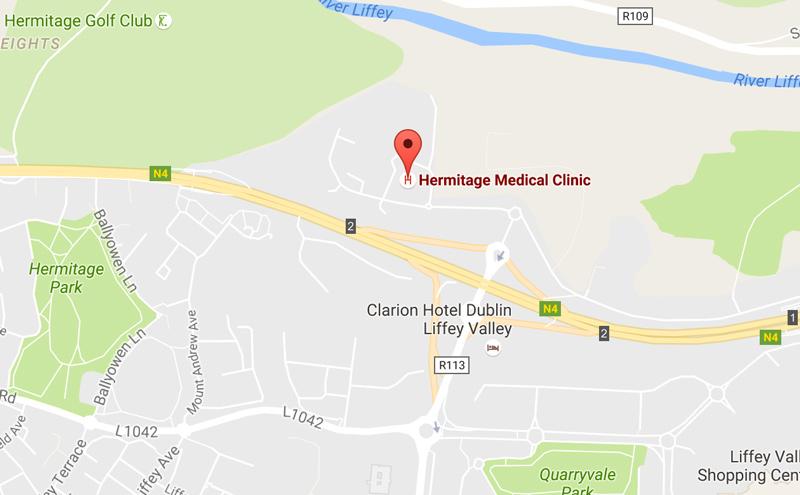 Hermitage Golf Club
EIGHTS
River Liffey
R109
S
River Liff
N4
H
Hermitage Medical Clinic
2
Ballyowen Ln
Hermitage
Park
Clarion Hotel Dublin
Liffey Valley
N4
2
1
N4
Ballyowen Ln
Mount Andrew Ave
R113
Rd
L1042
L1042
eld Ave
y Terrace
Liffey Ave
Quarryvale
Park
Liffey Vall
Shopping Cent